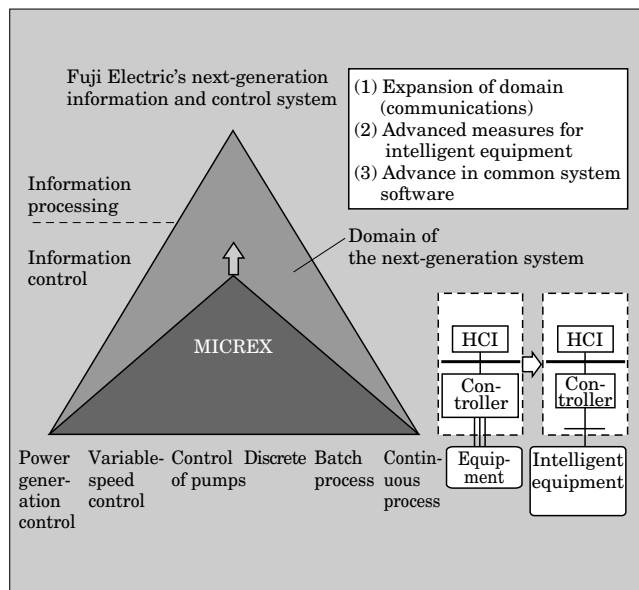 Fuji Electric's next-generation
information and control system
(1) Expansion of domain
(communications)
(2) Advanced measures for
intelligent equipment
(3) Advance in common system
software
Information
processing
Information
control
Domain of
the next-generation system
MICREX
HCI
Con-
troller
Equip-
ment
HCI
Con-
troller
Intelligent
equipment
Power
gener-
ation
control
Variable-
speed
control
Control
of pumps
Discrete
Batch
process
Contin-
uous
process